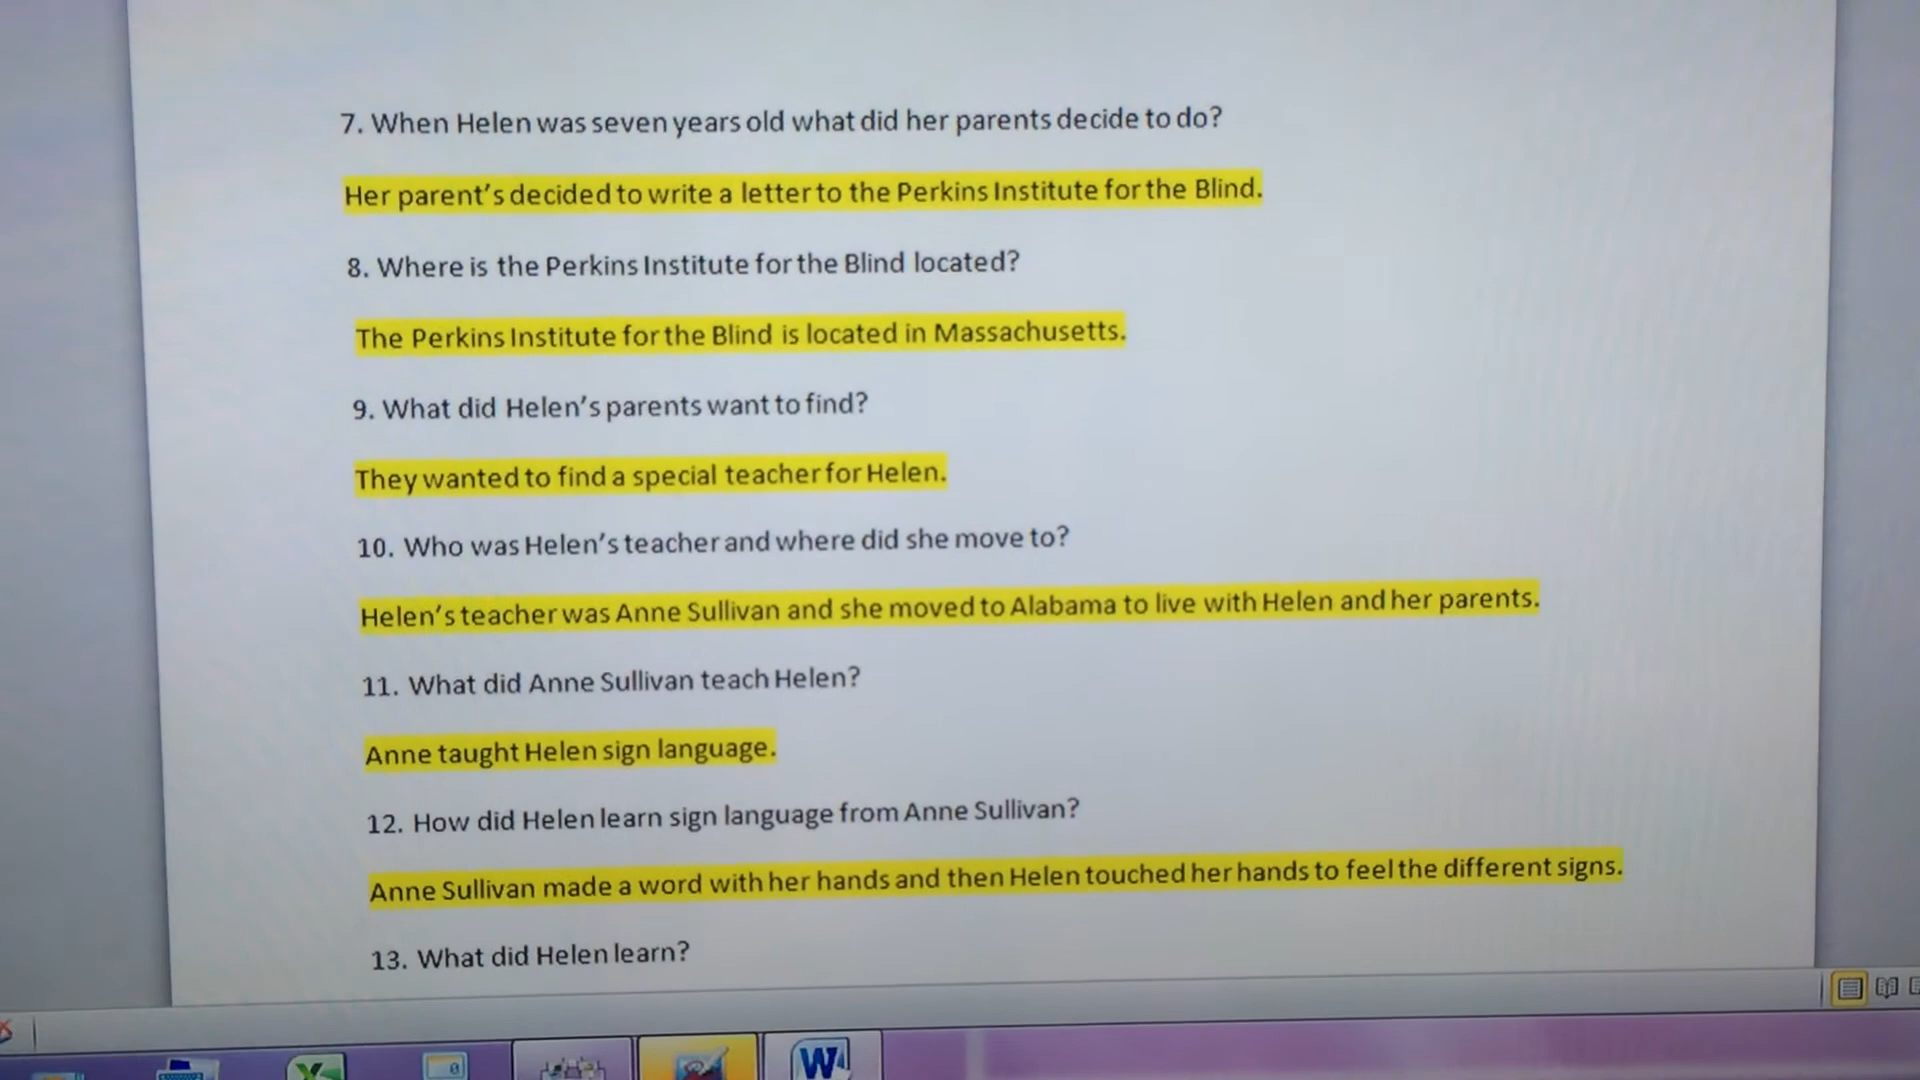 7. When Helen was seven years old what did her parents decide to do?
Her parent's decided to write a letter to the Perkins Institute for the Blind.
8. Where is the Perkins Institute for the Blind located?
The Perkins Institute for the Blind is located in Massachusetts.
9. What did Helen's parents want to find?
They wanted to find a special teacher for Helen.
10. Who was Helen's teacher and where did she move to?
Helen's teacher was Anne Sullivan and she moved to Alabama to live with Helen and her parents.
11. What did Anne Sullivan teach Helen?
Anne taught Helen sign language.
12. How did Helen learn sign language from Anne Sullivan?
Anne Sullivan made a word with her hands and then Helen touched her hands to feel the different signs.
13. What did Helen learn?